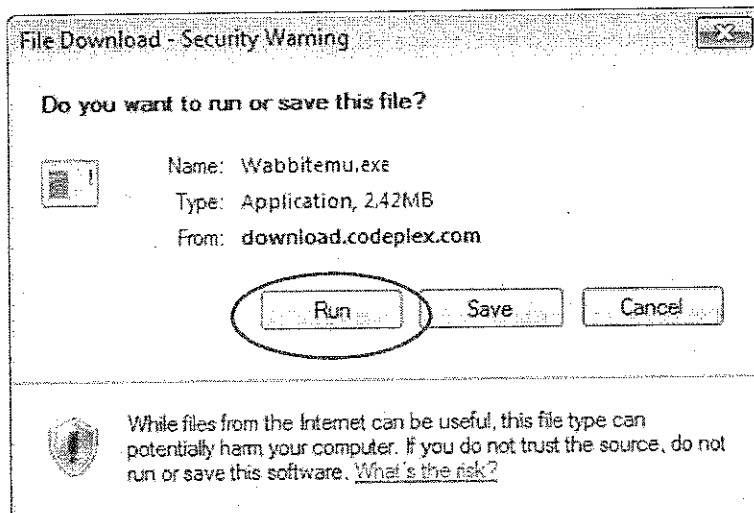 File Download - Security Warning
Do you want to run or save this file?
Name: Wabbitemu.exe
Type: Application, 2.42MB
From: download.codeplex.com
Run Save Cancel
While files from the Internet can be useful, this file type can
potentially harm your computer. If you do not trust the source, do not
run or save this software. What's the risk?